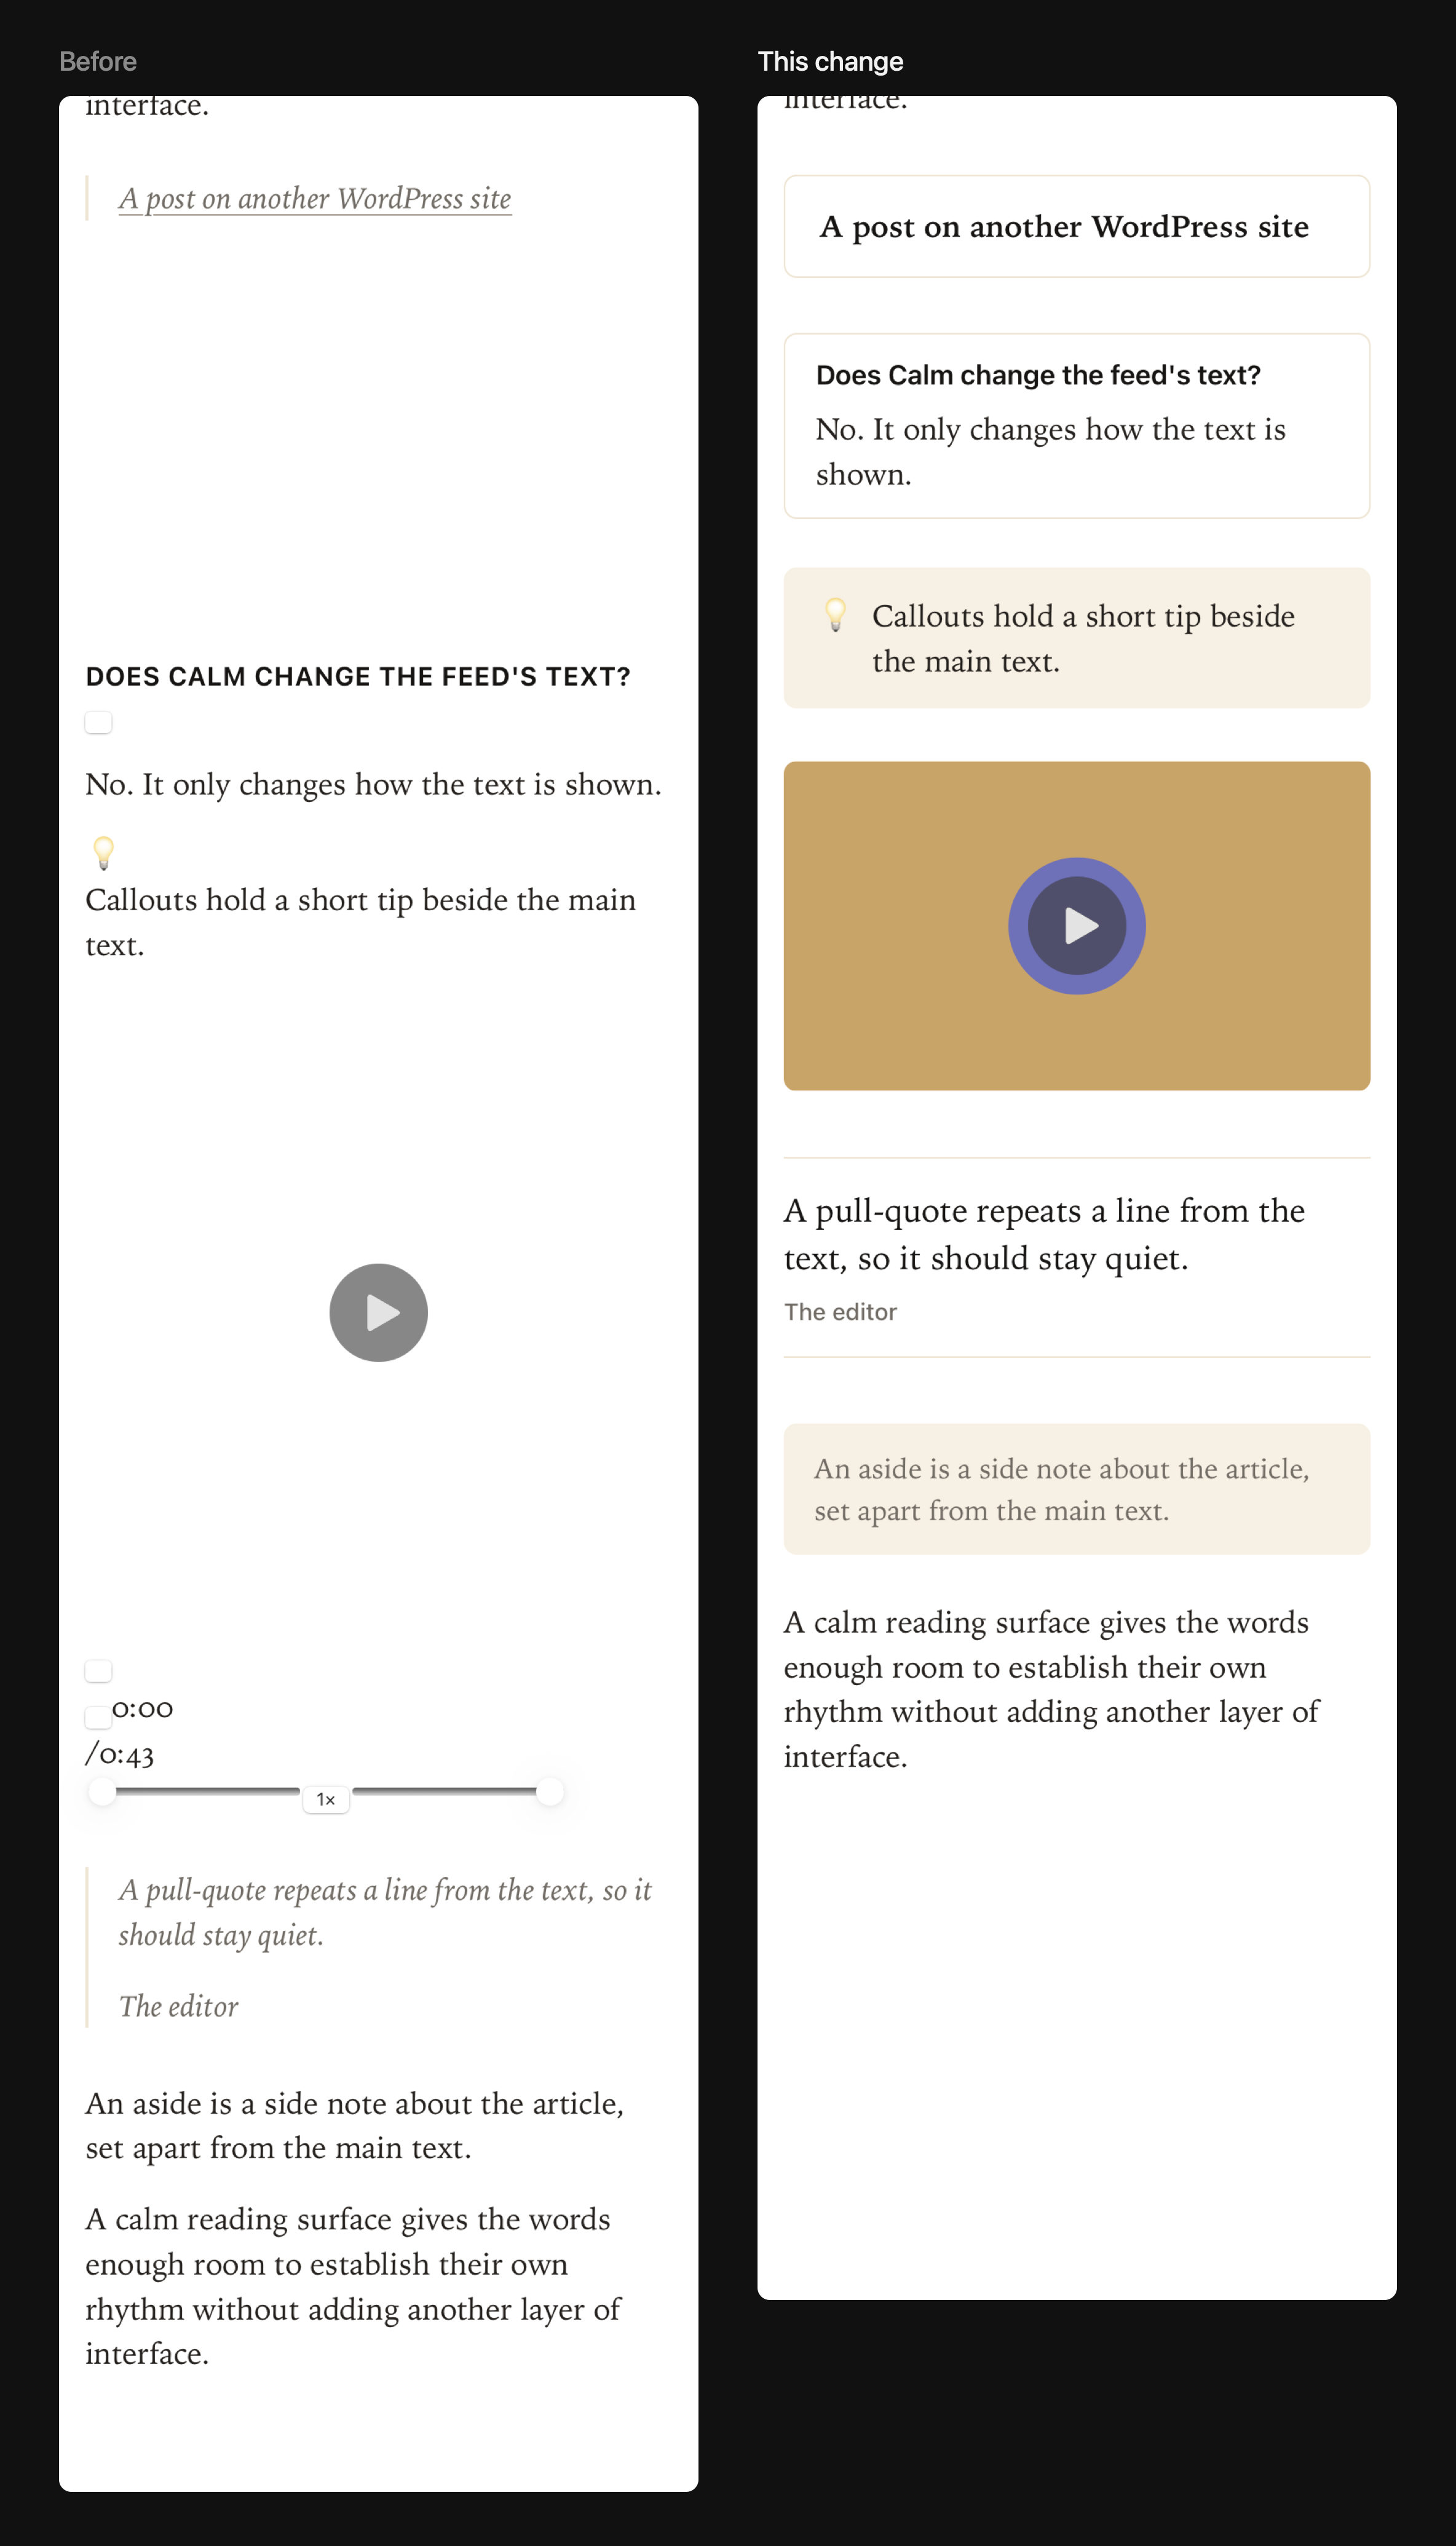 Before
interface.
A post on another WordPress site
DOES CALM CHANGE THE FEED'S TEXT?
No. It only changes how the text is shown.
Callouts hold a short tip beside the main
text.
0:00
/0:43
1×
A pull-quote repeats a line from the text, so it
should stay quiet.
The editor
An aside is a side note about the article,
set apart from the main text.
A calm reading surface gives the words
enough room to establish their own
rhythm without adding another layer of
interface.
This change
interface.
A post on another WordPress site
Does Calm change the feed's text?
No. It only changes how the text is
shown.
Callouts hold a short tip beside
the main text.
A pull-quote repeats a line from the
text, so it should stay quiet.
The editor
An aside is a side note about the article,
set apart from the main text.
A calm reading surface gives the words
enough room to establish their own
rhythm without adding another layer of
interface.